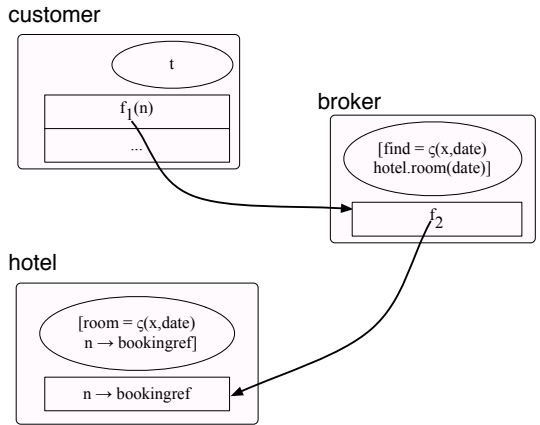 customer
t
f₁(n)
...
broker
[find = ς(x,date)
hotel.room(date)]
f₂
hotel
[room = ς(x,date)
n → bookingref]
n → bookingref